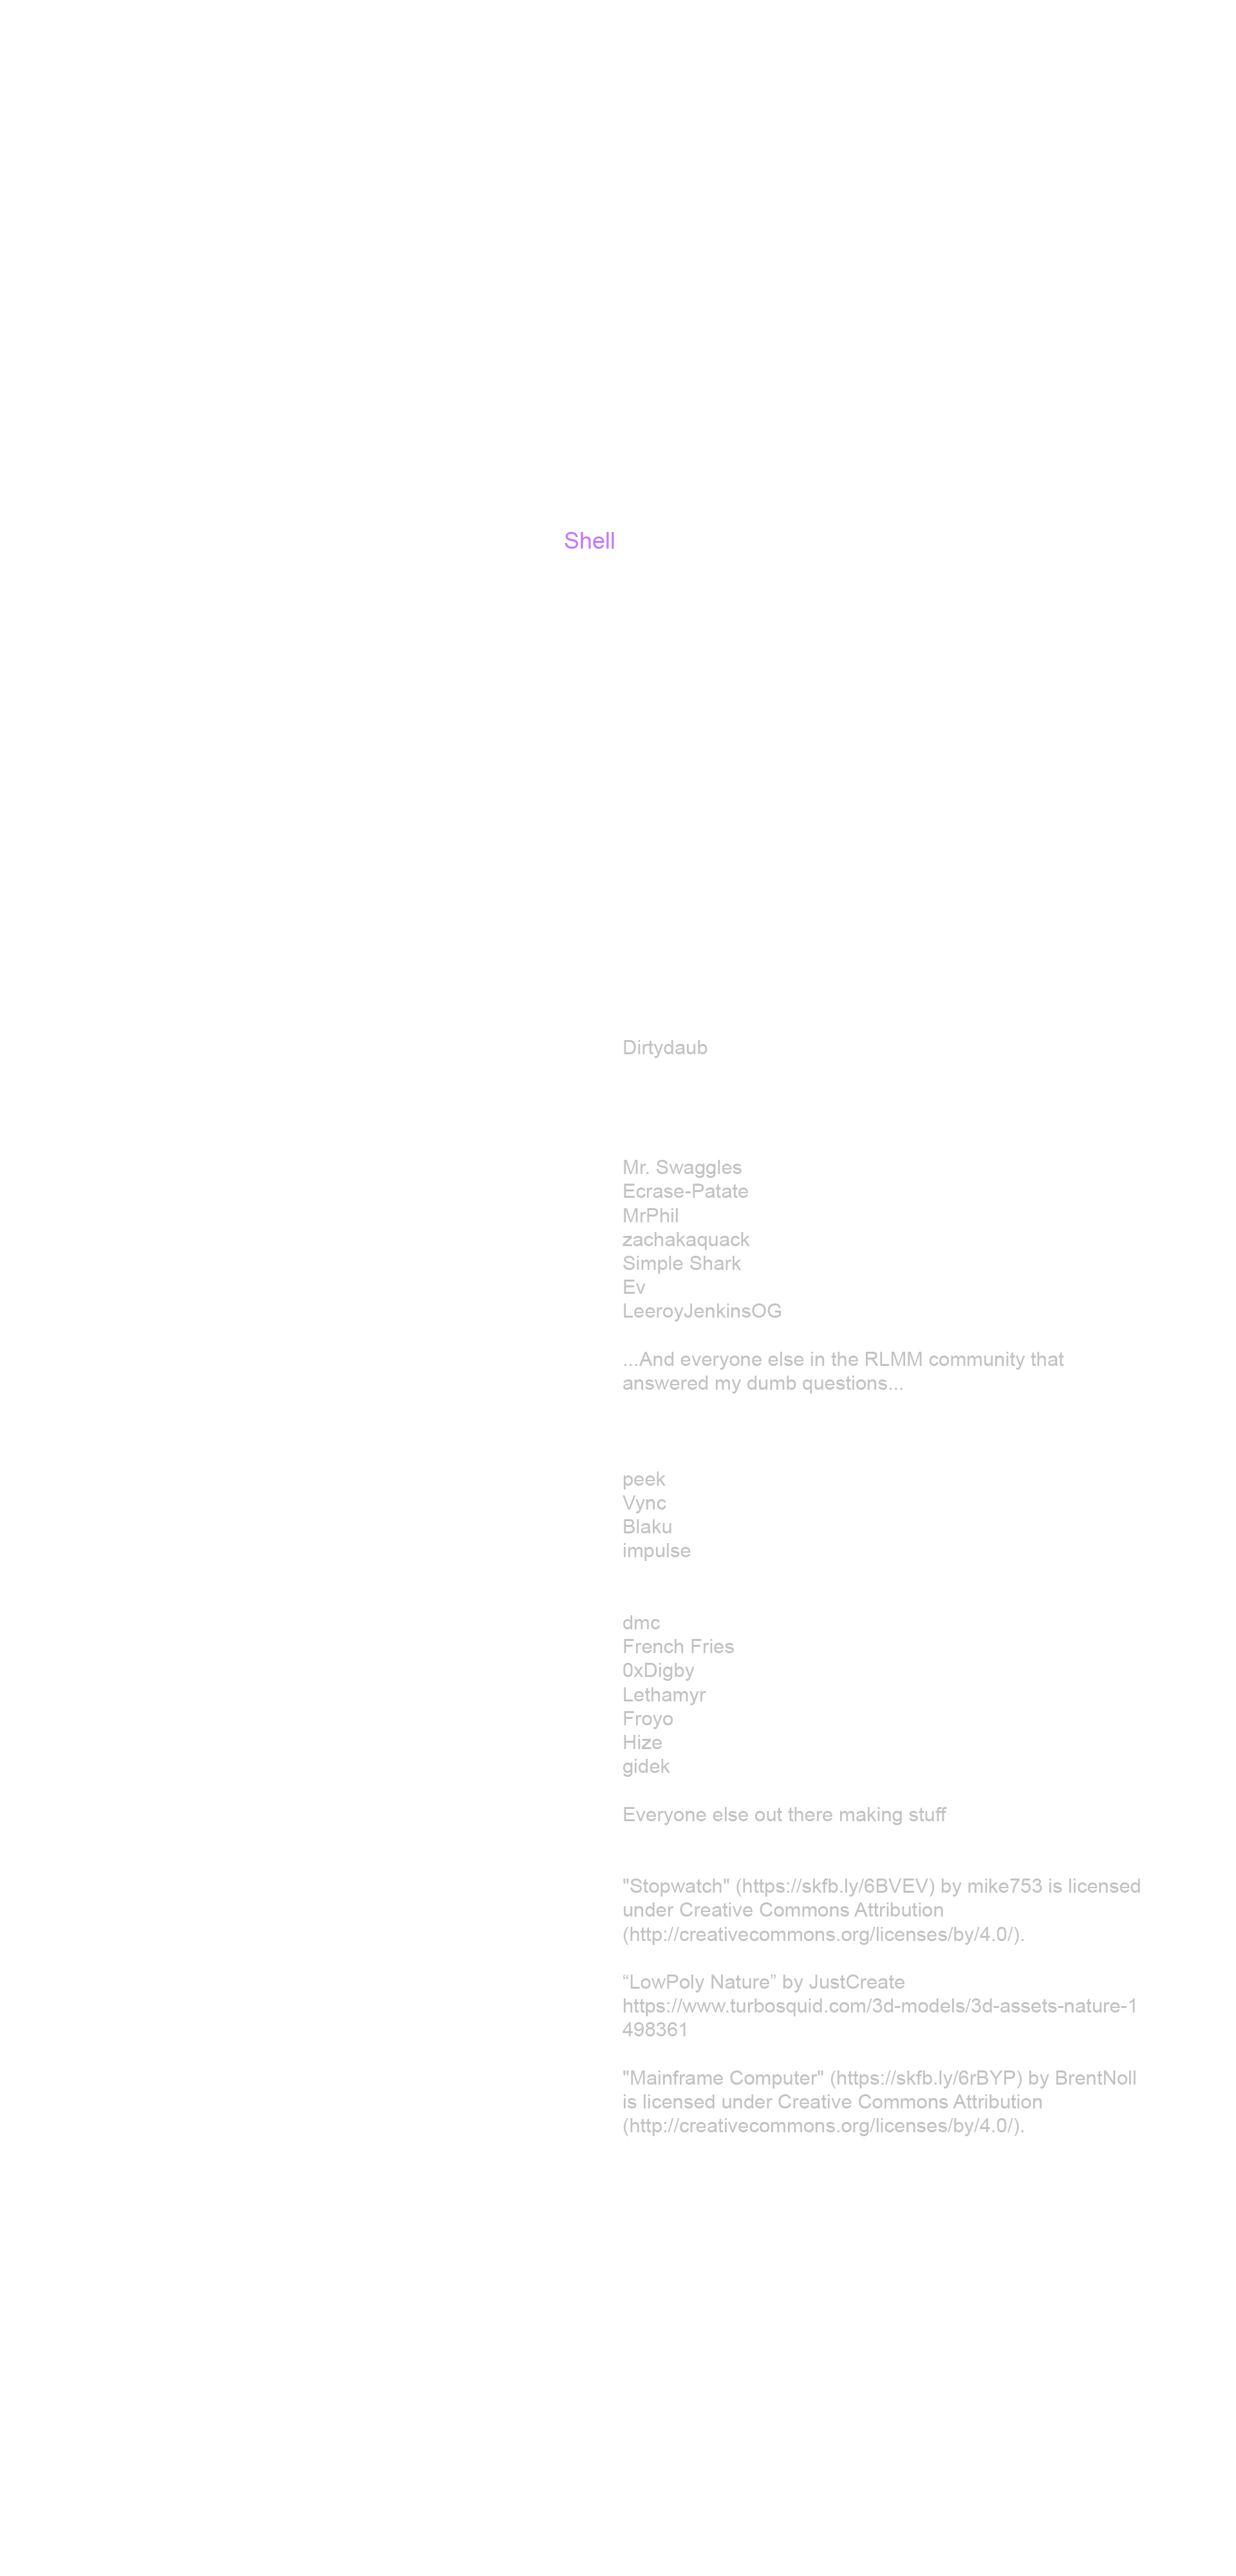 Shell
Dirtydaub
Mr. Swaggles
Ecrase-Patate
MrPhil
zachakaquack
Simple Shark
Ev
LeeroyJenkinsOG
...And everyone else in the RLMM community that
answered my dumb questions...
peek
Vync
Blaku
impulse
dmc
French Fries
0xDigby
Lethamyr
Froyo
Hize
gidek
Everyone else out there making stuff
"Stopwatch" (https://skfb.ly/6BVEV) by mike753 is licensed
under Creative Commons Attribution
(http://creativecommons.org/licenses/by/4.0/).
“LowPoly Nature” by JustCreate
https://www.turbosquid.com/3d-models/3d-assets-nature-1
498361
"Mainframe Computer" (https://skfb.ly/6rBYP) by BrentNoll
is licensed under Creative Commons Attribution
(http://creativecommons.org/licenses/by/4.0/).